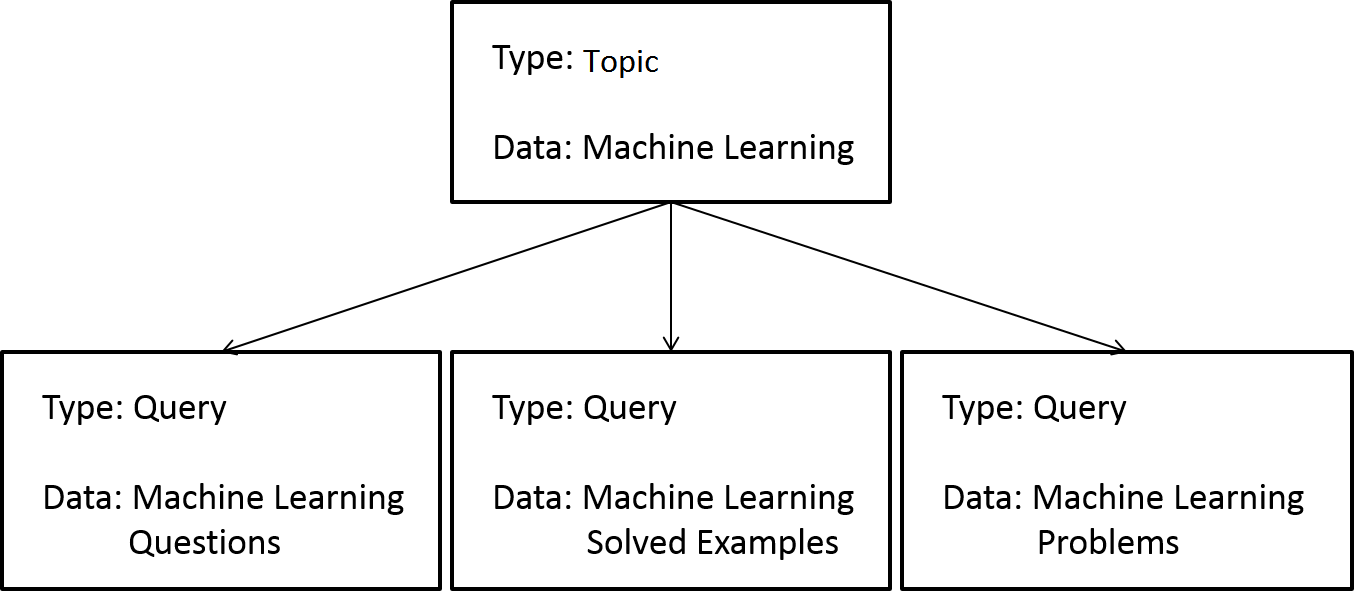 Type: Topic
Data: Machine Learning
Type: Query
Data: Machine Learning
Questions
Type: Query
Data: Machine Learning
Solved Examples
Type: Query
Data: Machine Learning
Problems